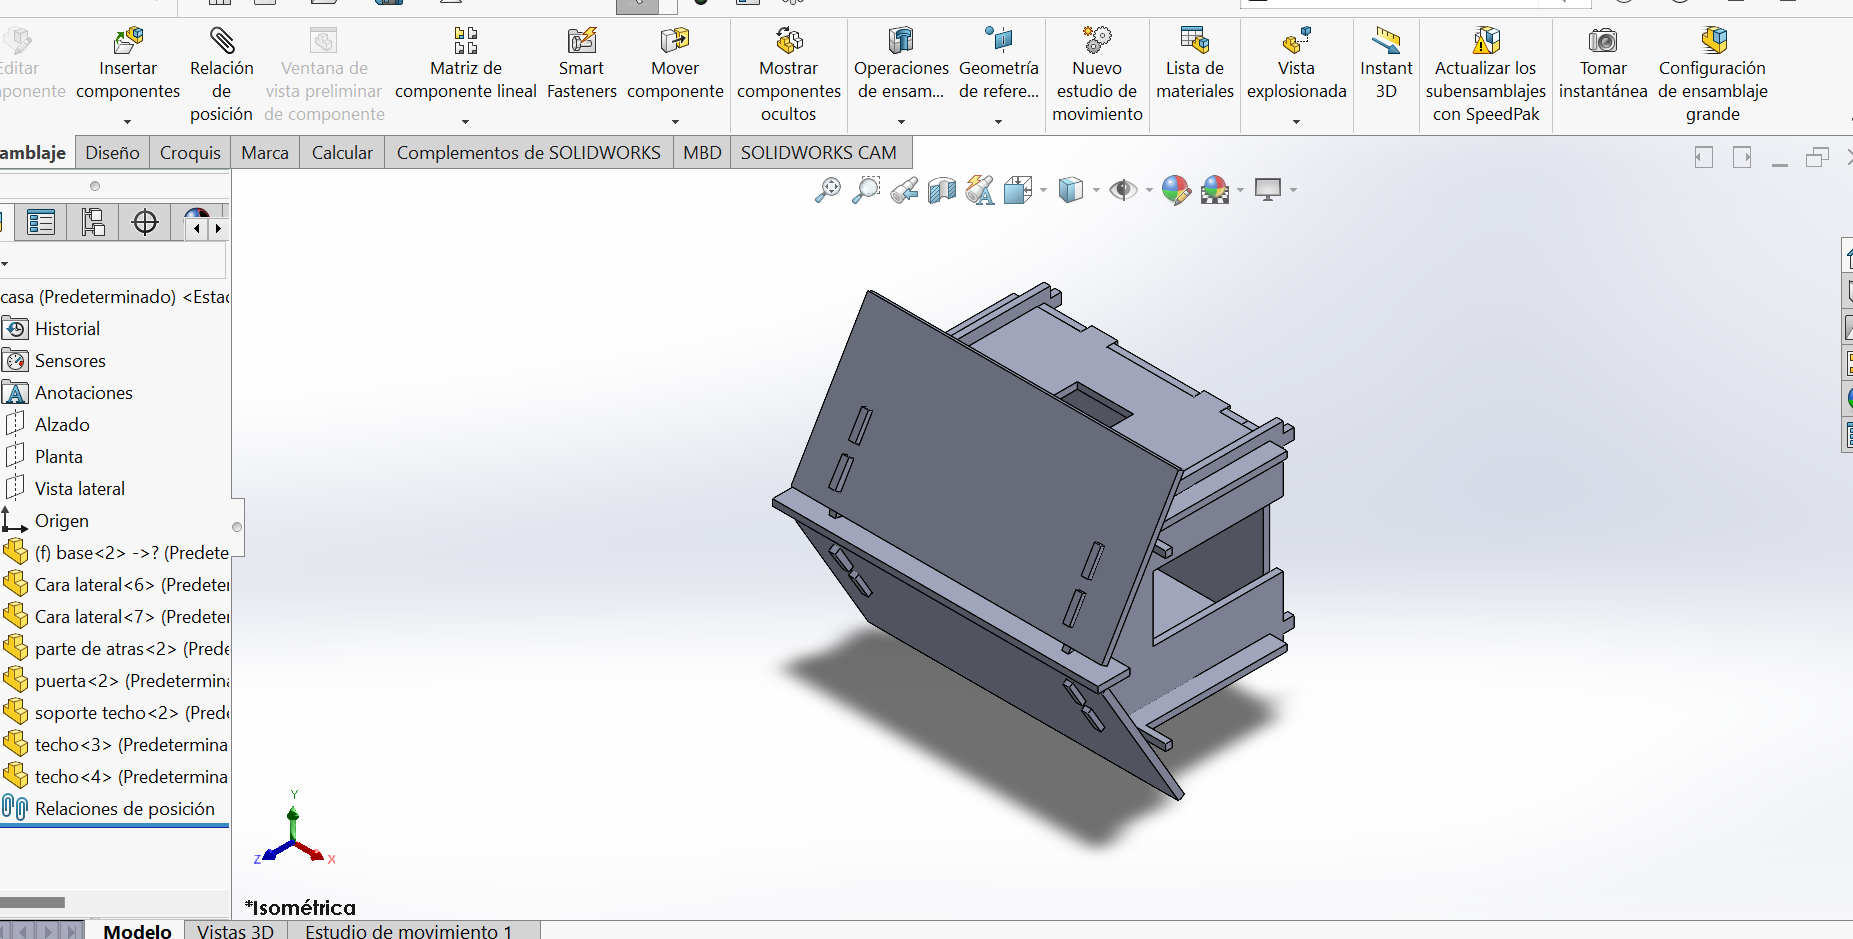 Editar
componente
Insertar
componentes
Relación
de
posición
Ventana de
vista preliminar
de componente
Matriz de
componente lineal
Smart
Fasteners
Mover
componente
Mostrar
componentes
ocultos
Operaciones
de ensam...
Geometría
de refere...
Nuevo
estudio de
movimiento
Lista de
materiales
Vista
explosionada
Instant
3D
Actualizar los
subensamblajes
con SpeedPak
Tomar
instantánea
Configuración
de ensamblaje
grande
amblaje
Diseño
Croquis
Marca
Calcular
Complementos de SOLIDWORKS
MBD
SOLIDWORKS CAM
casa (Predeterminado) <Esta
Historial
Sensores
Anotaciones
Alzado
Planta
Vista lateral
Origen
(f) base<2> ->? (Predete
Cara lateral<6> (Predeter
Cara lateral<7> (Predeter
parte de atras<2> (Prede
puerta<2> (Predetermina
soporte techo<2> (Prede
techo<3> (Predetermina
techo<4> (Predetermina
Relaciones de posición
Y
Z
X
*Isométrica
Modelo
Vistas 3D
Estudio de movimiento 1